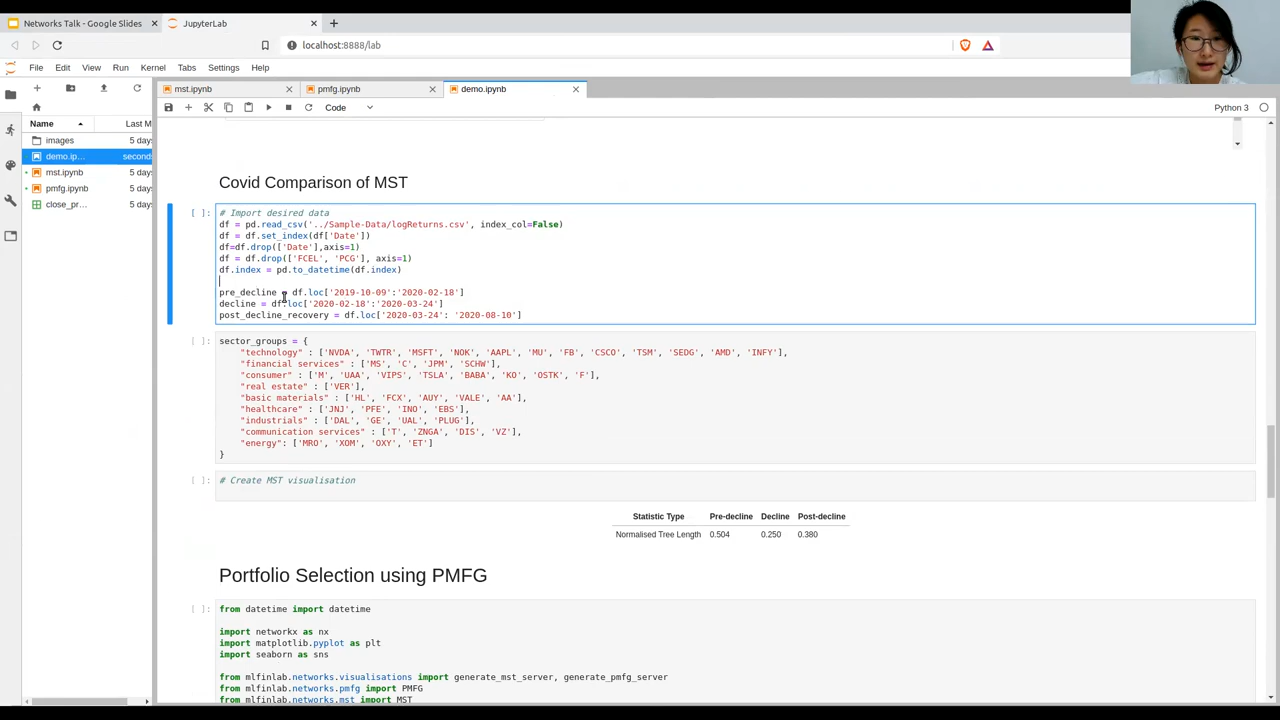 Networks Talk - Google Slides
JupyterLab
localhost:8888/lab
File Edit View Run Kernel Tabs Settings Help
mst.ipynb
pmfg.ipynb
demo.ipynb
Code
Python 3
Name
Last M
images 5 day
demo.ip… second
mst.ipynb 5 day
pmfg.ipynb 5 day
close_pr… 5 day
Covid Comparison of MST
[ ]: # Import desired data
df = pd.read_csv('../Sample-Data/logReturns.csv', index_col=False)
df = df.set_index(df['Date'])
df=df.drop(['Date'],axis=1)
df = df.drop(['FCEL', 'PCG'], axis=1)
df.index = pd.to_datetime(df.index)
pre_decline = df.loc['2019-10-09':'2020-02-18']
decline = df.loc['2020-02-18':'2020-03-24']
post_decline_recovery = df.loc['2020-03-24': '2020-08-10']
[ ]: sector_groups = {
"technology" : ['NVDA', 'TWTR', 'MSFT', 'NOK', 'AAPL', 'MU', 'FB', 'CSCO', 'TSM', 'SEDG', 'AMD', 'INFY'],
"financial services" : ['MS', 'C', 'JPM', 'SCHW'],
"consumer" : ['M', 'UAA', 'VIPS', 'TSLA', 'BABA', 'KO', 'OSTK', 'F'],
"real estate" : ['VER'],
"basic materials" : ['HL', 'FCX', 'AUY', 'VALE', 'AA'],
"healthcare" : ['JNJ', 'PFE', 'INO', 'EBS'],
"industrials" : ['DAL', 'GE', 'UAL', 'PLUG'],
"communication services" : ['T', 'ZNGA', 'DIS', 'VZ'],
"energy": ['MRO', 'XOM', 'OXY', 'ET']
}
[ ]: # Create MST visualisation
Statistic Type Pre-decline Decline Post-decline
Normalised Tree Length 0.504 0.250 0.380
Portfolio Selection using PMFG
[ ]: from datetime import datetime
import networkx as nx
import matplotlib.pyplot as plt
import seaborn as sns
from mlfinlab.networks.visualisations import generate_mst_server, generate_pmfg_server
from mlfinlab.networks.pmfg import PMFG
from mlfinlab.networks.mst import MST